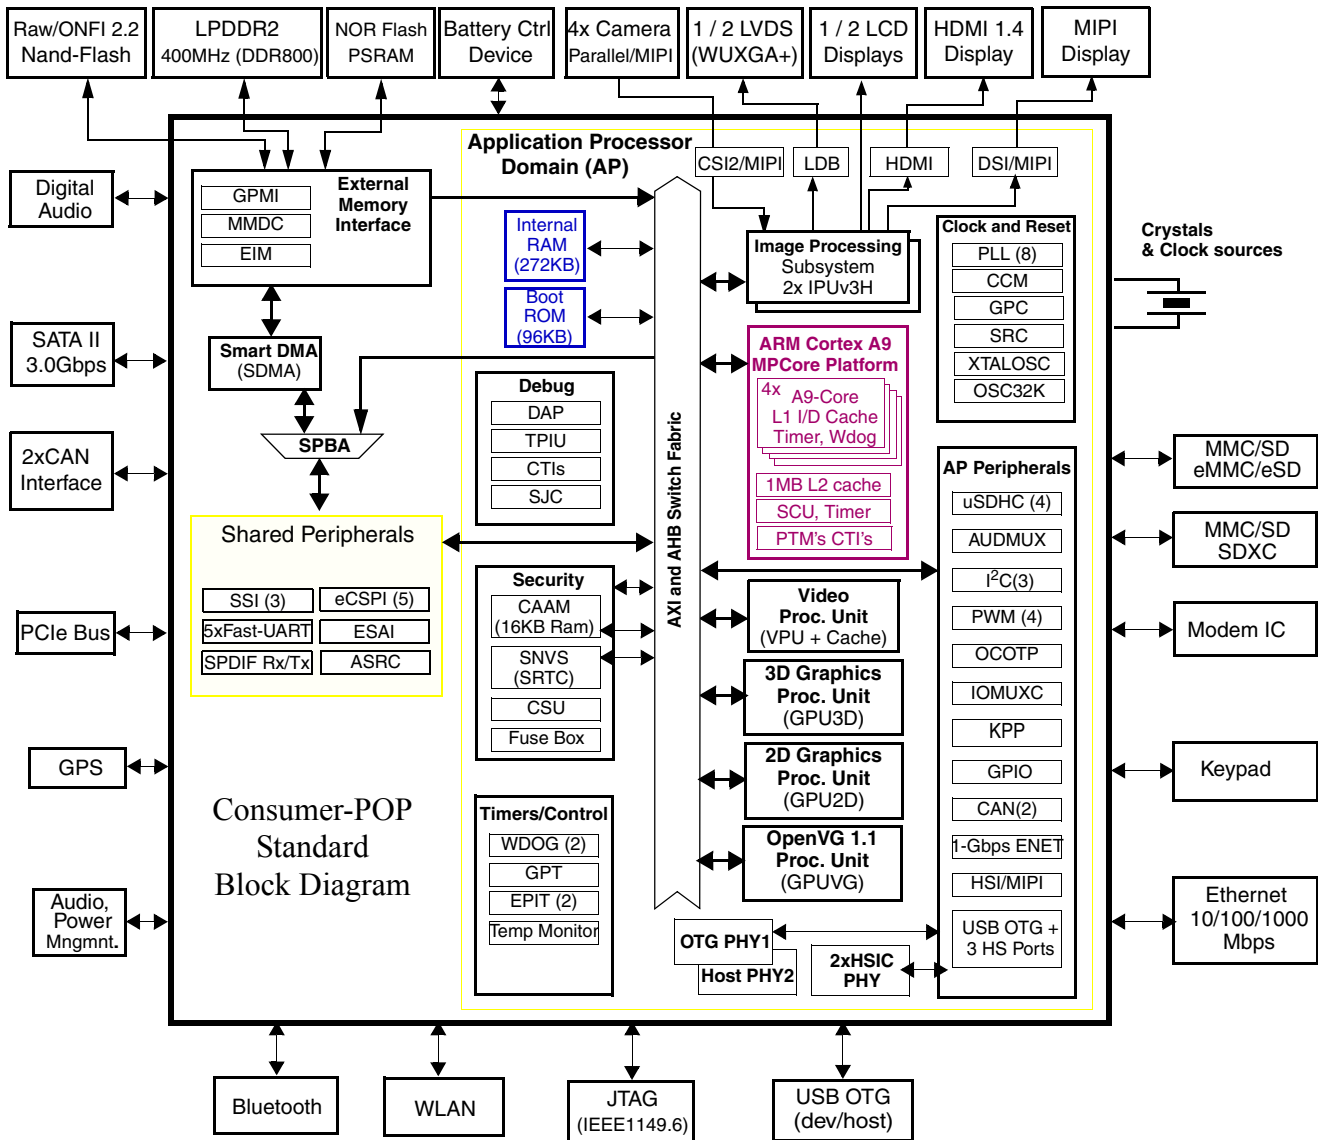 Raw/ONFI 2.2
Nand-Flash
LPDDR2
400MHz (DDR800)
NOR Flash
PSRAM
Battery Ctrl
Device
4x Camera
Parallel/MIPI
1 / 2 LVDS
(WUXGA+)
1 / 2 LCD
Displays
HDMI 1.4
Display
MIPI
Display
Application Processor
Domain (AP)
CSI2/MIPI
LDB
HDMI
DSI/MIPI
Digital
Audio
SATA II
3.0Gbps
2xCAN
Interface
PCIe Bus
GPS
Audio,
Power
Mngmnt.
External
Memory
Interface
GPMI
MMDC
EIM
Smart DMA
(SDMA)
SPBA
Shared Peripherals
SSI (3)
eCSPI (5)
5xFast-UART
ESAI
SPDIF Rx/Tx
ASRC
Consumer-POP
Standard
Block Diagram
Internal
RAM
(272KB)
Boot
ROM
(96KB)
Debug
DAP
TPIU
CTIs
SJC
Security
CAAM
(16KB Ram)
SNVS
(SRTC)
CSU
Fuse Box
Timers/Control
WDOG (2)
GPT
EPIT (2)
Temp Monitor
AXI and AHB Switch Fabric
Image Processing
Subsystem
2x IPUv3H
ARM Cortex A9
MPCore Platform
4x
A9-Core
L1 I/D Cache
Timer, Wdog
1MB L2 cache
SCU, Timer
PTM's CTI's
Video
Proc. Unit
(VPU + Cache)
3D Graphics
Proc. Unit
(GPU3D)
2D Graphics
Proc. Unit
(GPU2D)
OpenVG 1.1
Proc. Unit
(GPUVG)
OTG PHY1
Host PHY2
2xHSIC
PHY
Clock and Reset
PLL (8)
CCM
GPC
SRC
XTALOSC
OSC32K
AP Peripherals
uSDHC (4)
AUDMUX
I²C(3)
PWM (4)
OCOTP
IOMUXC
KPP
GPIO
CAN(2)
1-Gbps ENET
HSI/MIPI
USB OTG +
3 HS Ports
Crystals
& Clock sources
MMC/SD
eMMC/eSD
MMC/SD
SDXC
Modem IC
Keypad
Ethernet
10/100/1000
Mbps
Bluetooth
WLAN
JTAG
(IEEE1149.6)
USB OTG
(dev/host)